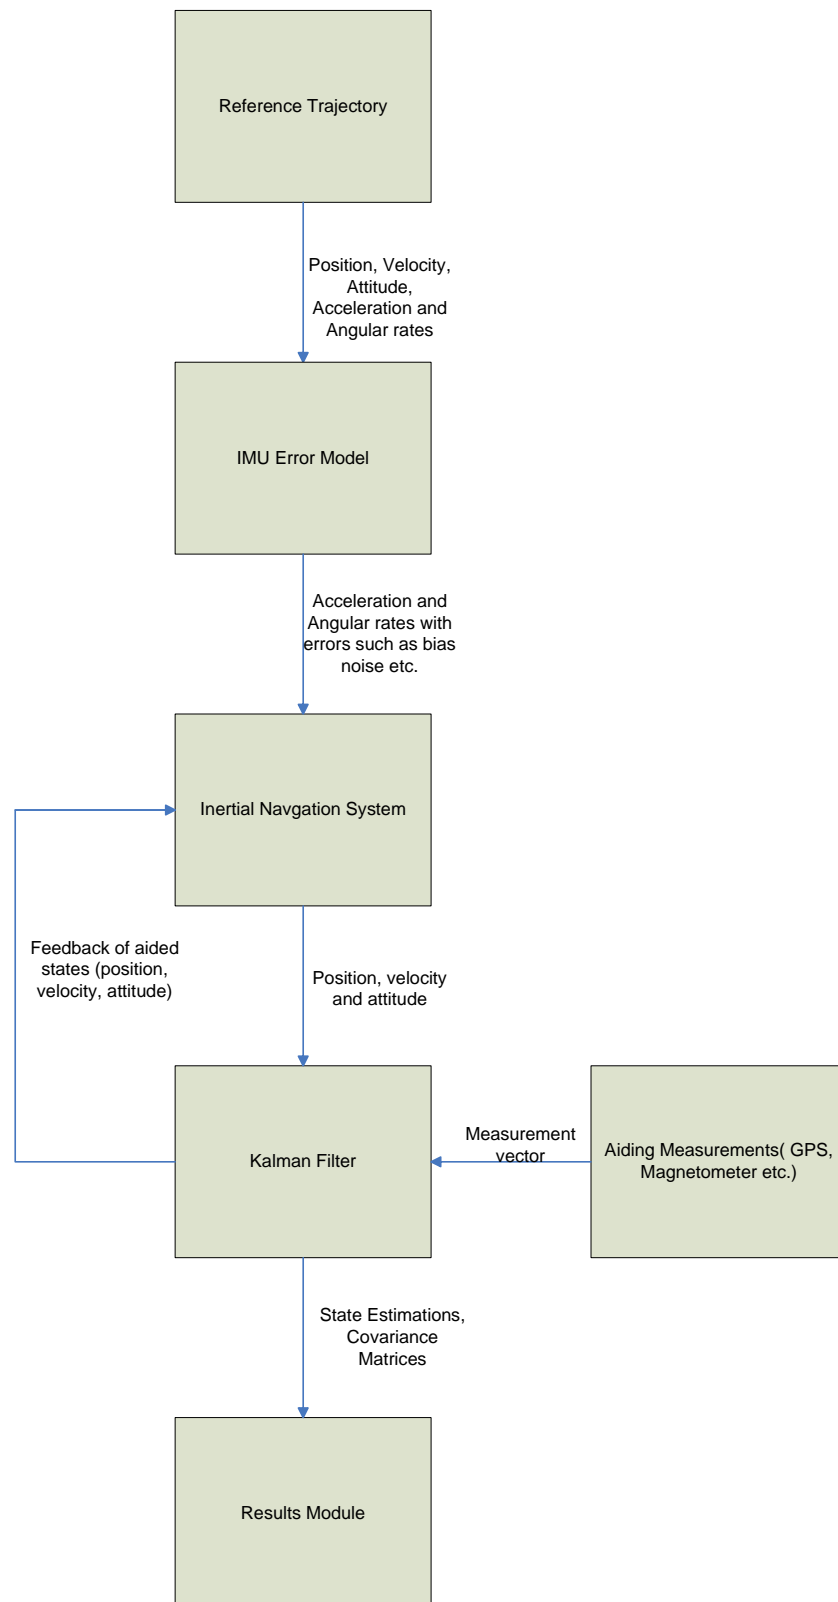 Reference Trajectory
Position, Velocity,
Attitude,
Acceleration and
Angular rates
IMU Error Model
Acceleration and
Angular rates with
errors such as bias
noise etc.
Inertial Navgation System
Feedback of aided
states (position,
velocity, attitude)
Position, velocity
and attitude
Kalman Filter
Measurement
vector
Aiding Measurements( GPS,
Magnetometer etc.)
State Estimations,
Covariance
Matrices
Results Module